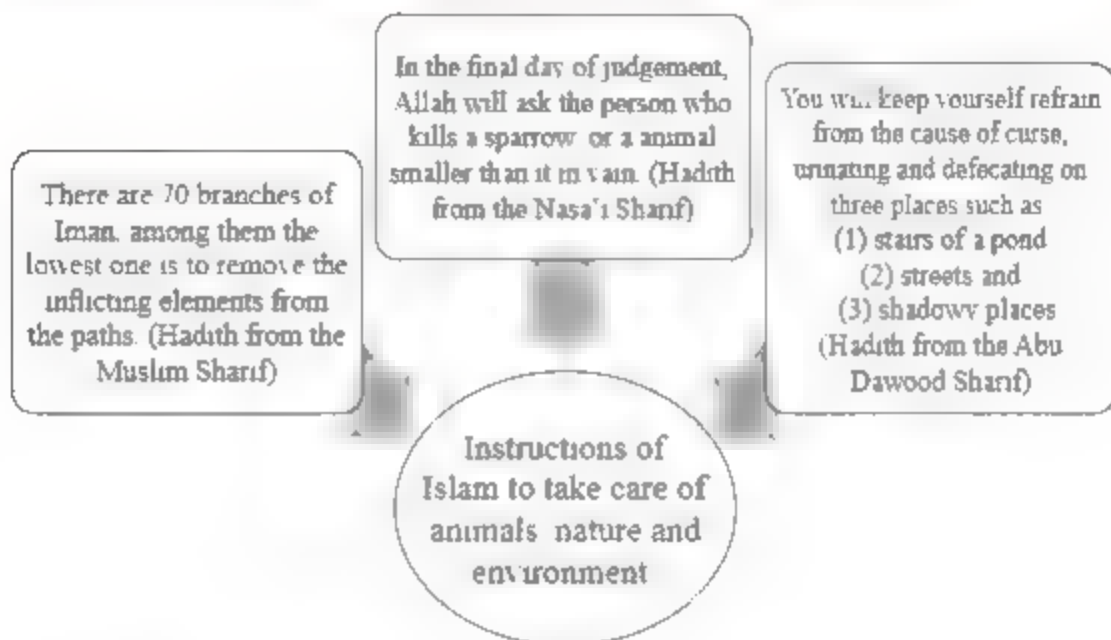 There are 70 branches of
Iman, among them the
lowest one is to remove the
inflicting elements from
the paths. (Hadith from the
Muslim Sharif)
In the final day of judgement,
Allah will ask the person who
kills a sparrow or a animal
smaller than it in vain. (Hadith
from the Nasa'i Sharif)
You will keep yourself refrain
from the cause of curse,
urinating and defecating on
three places such as
(1) stairs of a pond
(2) streets and
(3) shadowy places
(Hadith from the Abu
Dawood Sharif)
Instructions of
Islam to take care of
animals nature and
environment